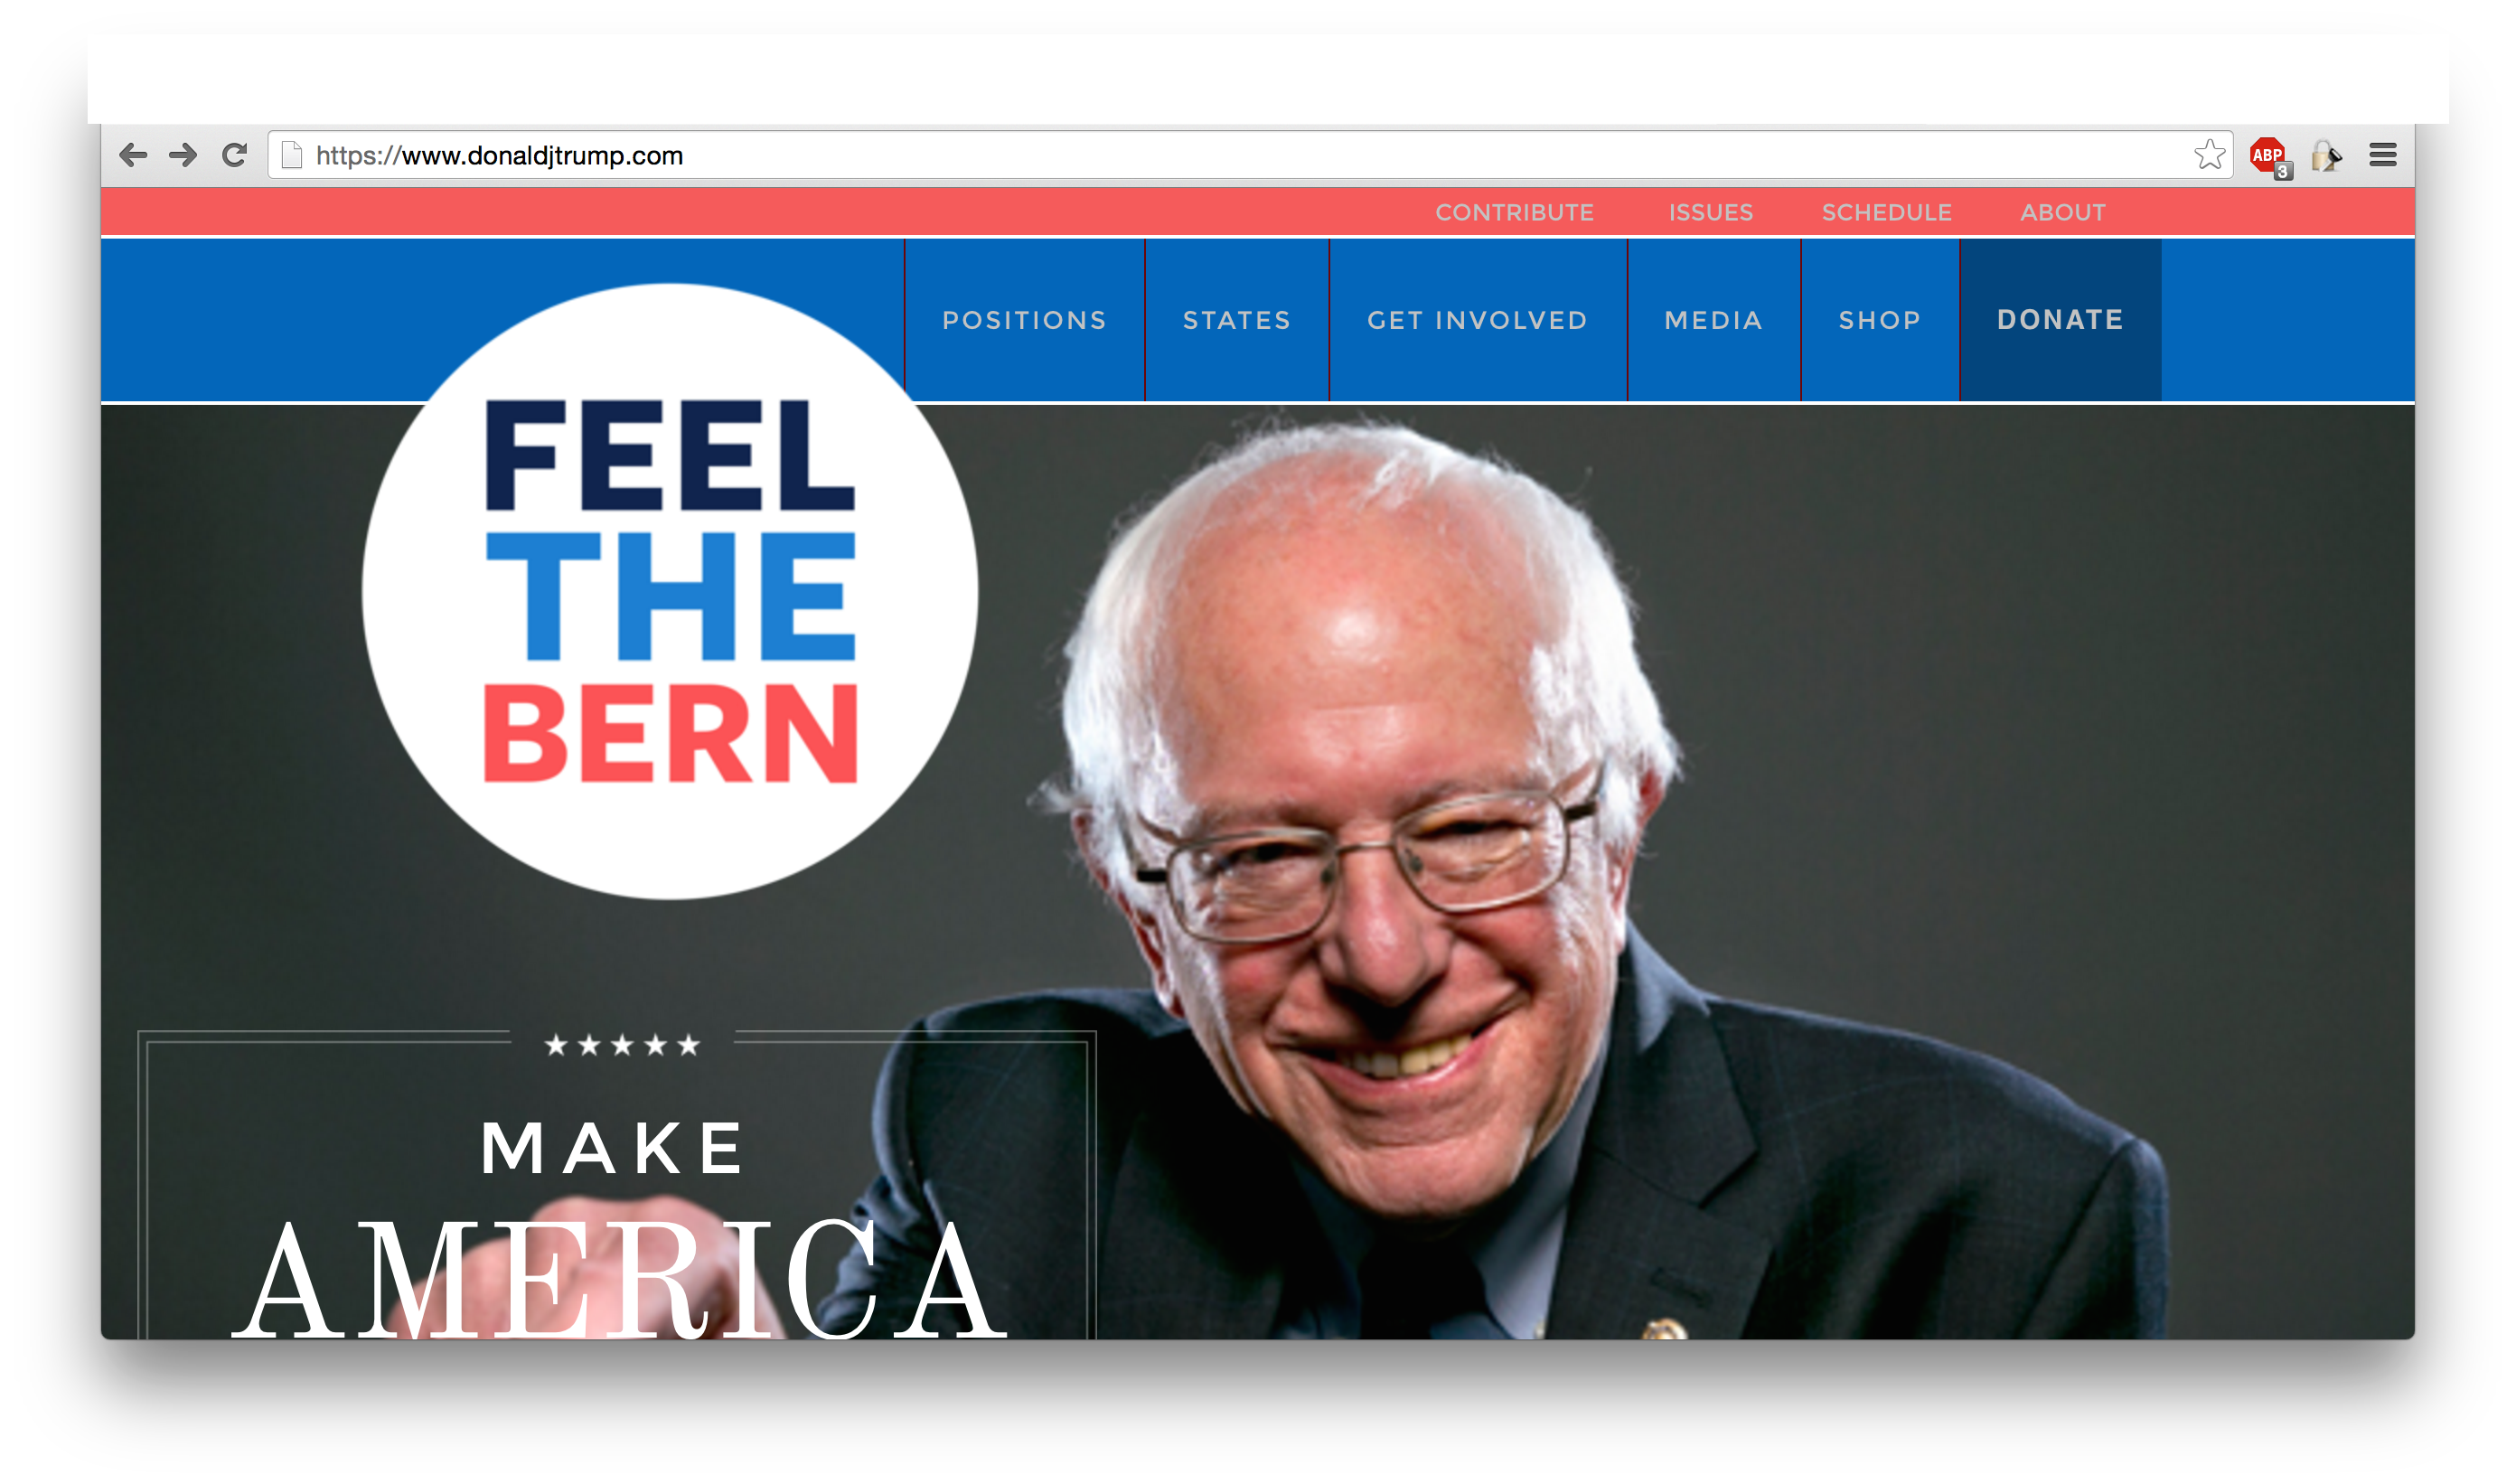 https://www.donaldjtrump.com
ABP
3
CONTRIBUTE ISSUES SCHEDULE ABOUT
POSITIONS STATES GET INVOLVED MEDIA SHOP DONATE
FEEL
THE
BERN
MAKE
AMERICA